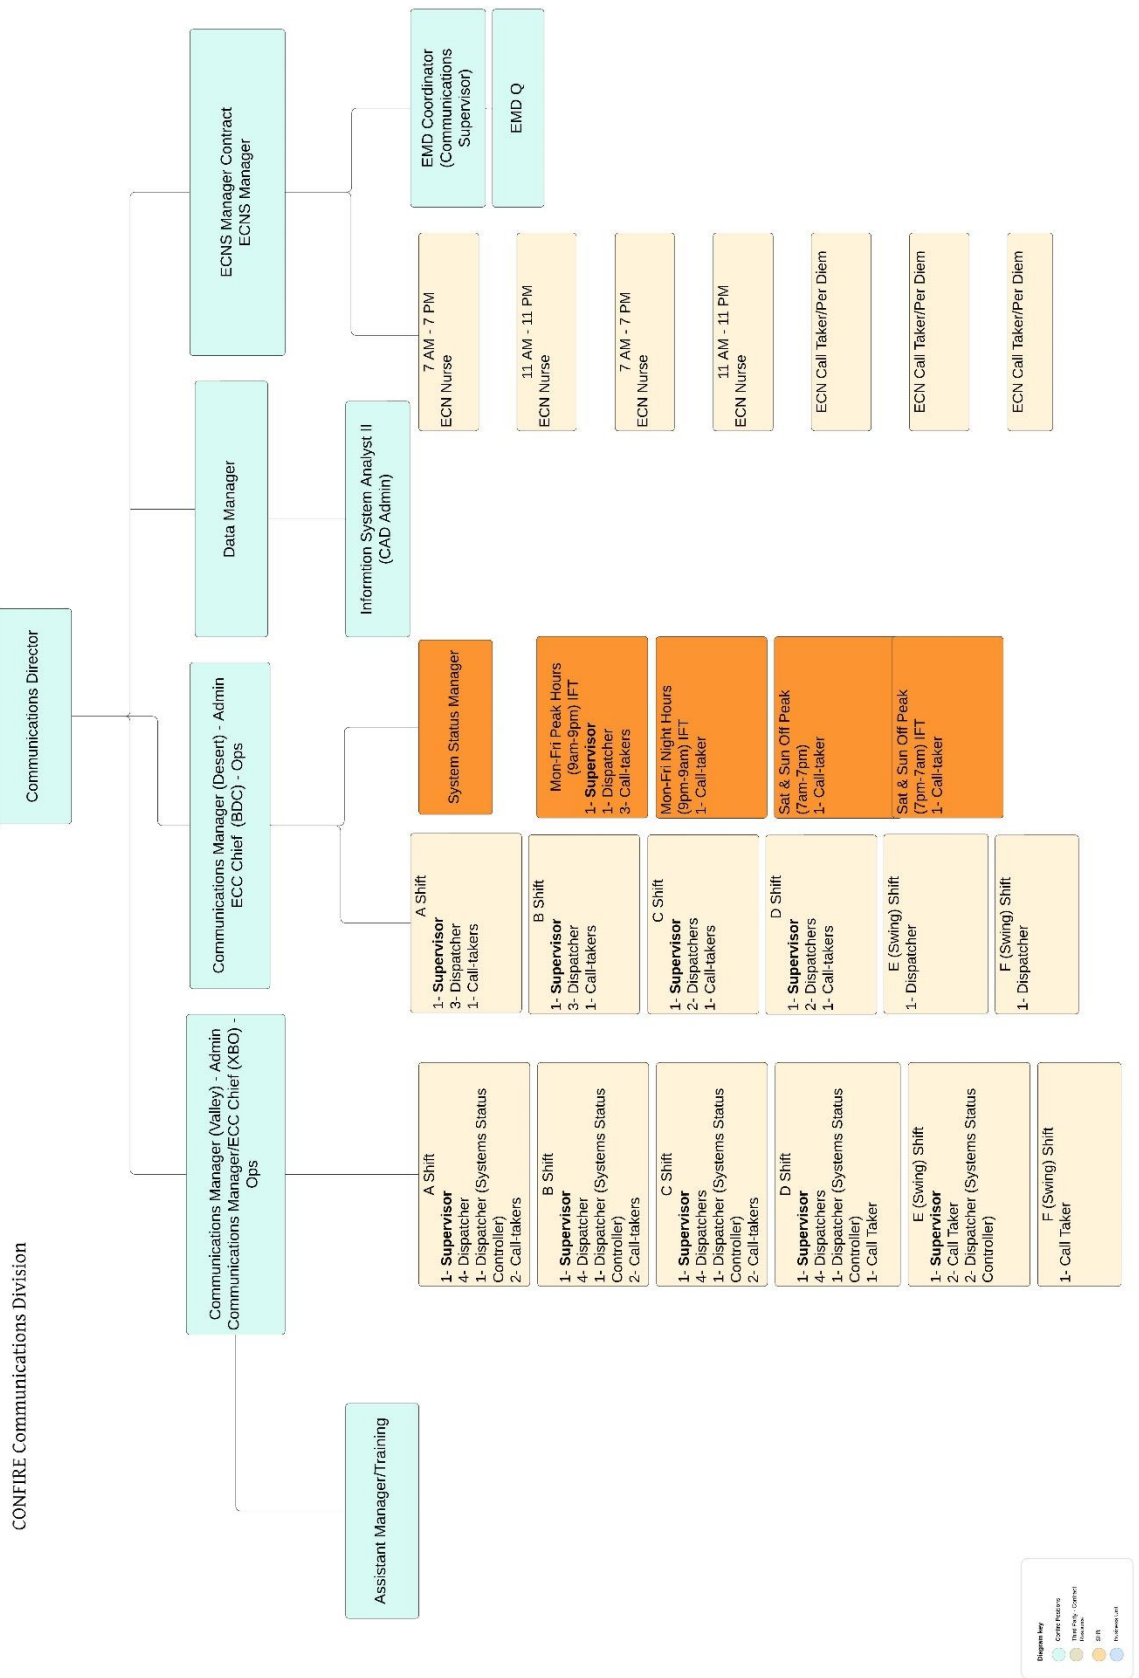 CONFIRE Communications Division
Communications Director
Communications Manager (Valley) - Admin
Communications Manager/ECC Chief (XBO) -
Ops
Communications Manager (Desert) - Admin
ECC Chief  (BDC) - Ops
Data Manager
ECNS Manager Contract
ECNS Manager
Assistant Manager/Training
A Shift
1- Supervisor
4- Dispatcher
1- Dispatcher (Systems Status
Controller)
2- Call-takers
B Shift
1- Supervisor
4- Dispatcher
1- Dispatcher (Systems Status
Controller)
2- Call-takers
C Shift
1- Supervisor
4- Dispatchers
1- Dispatcher (Systems Status
Controller)
2- Call-takers
D Shift
1- Supervisor
4- Dispatchers
1- Dispatcher (Systems Status
Controller)
1- Call Taker
E (Swing) Shift
1- Supervisor
2- Call Taker
2- Dispatcher (Systems Status
Controller)
F (Swing) Shift
1- Call Taker
A Shift
1- Supervisor
3- Dispatcher
1- Call-takers
B Shift
1- Supervisor
3- Dispatcher
1- Call-takers
C Shift
1- Supervisor
2- Dispatchers
1- Call-takers
D Shift
1- Supervisor
2- Dispatchers
1- Call-takers
E (Swing) Shift
1- Dispatcher
F (Swing) Shift
1- Dispatcher
System Status Manager
Mon-Fri Peak Hours
(9am-9pm) IFT
1- Supervisor
1- Dispatcher
3- Call-takers
Mon-Fri Night Hours
(9pm-9am) IFT
1- Call-taker
Sat & Sun Off Peak
(7am-7pm)
1- Call-taker
Sat & Sun Off Peak
(7pm-7am) IFT
1- Call-taker
Informtion System Analyst II
(CAD Admin)
7 AM - 7 PM
ECN Nurse
11 AM - 11 PM
ECN Nurse
7 AM - 7 PM
ECN Nurse
11 AM - 11 PM
ECN Nurse
ECN Call Taker/Per Diem
ECN Call Taker/Per Diem
ECN Call Taker/Per Diem
EMD Coordinator
(Communications
Supervisor)
EMD Q
Diagram key
Confire Positions
Third Party - Contract
Resource
Shift
Business Unit